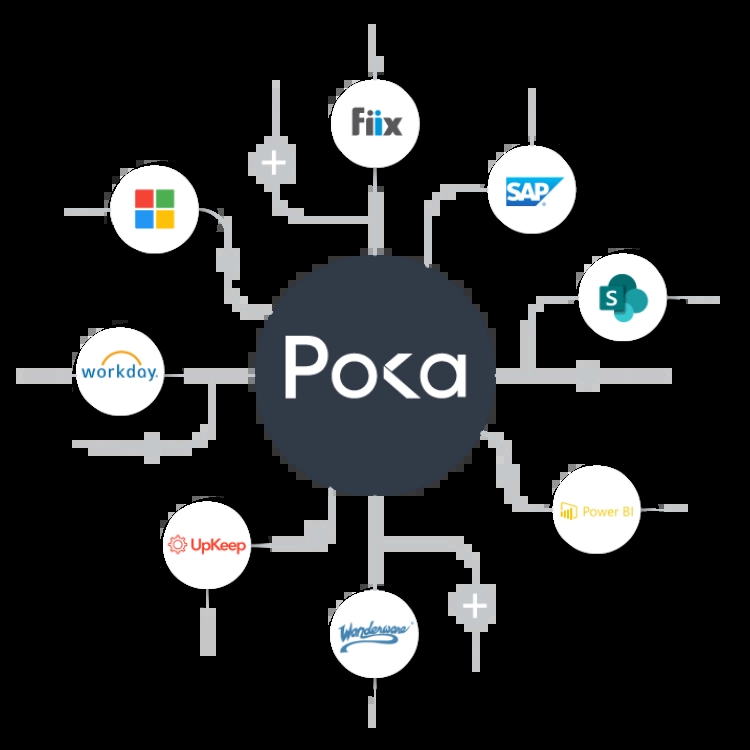 Fiix
SAP
S
workday.
Poka
Power BI
UpKeep
Wonderware